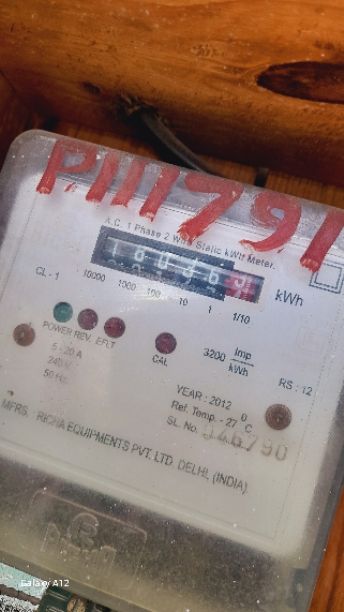 P111791
A.C. 1 Phase 2 Wire Static kWh Meter.
kWh
CL - 1
10000 1000 100 10 1 1/10
POWER REV. EFLT
CAL
3200 Imp/kWh
5 - 20 A
240 V
50 Hz
RS : 12
YEAR : 2012
Ref. Temp. - 27 °C
SL. No. 946790
MFRS. RICHA EQUIPMENTS PVT. LTD. DELHI, (INDIA)
Galaxy A12